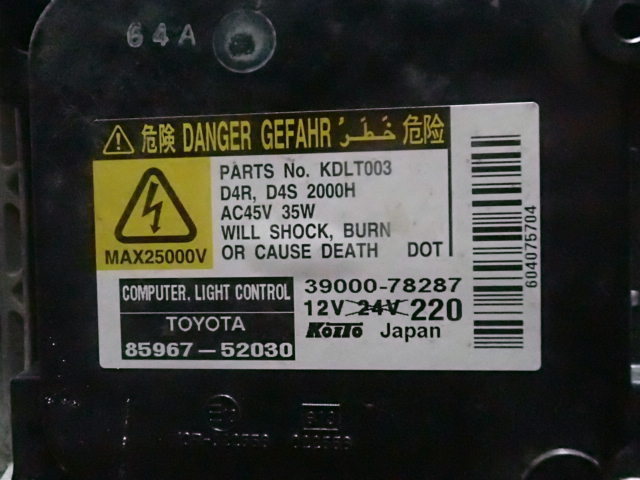 64A
危険 DANGER GEFAHR خَطَرْ 危险
PARTS No. KDLT003
D4R, D4S 2000H
AC45V 35W
WILL SHOCK, BURN
OR CAUSE DEATH DOT
MAX25000V
604075704
COMPUTER, LIGHT CONTROL
TOYOTA
85967-52030
39000-78287
12V 24V 220
KOITO Japan